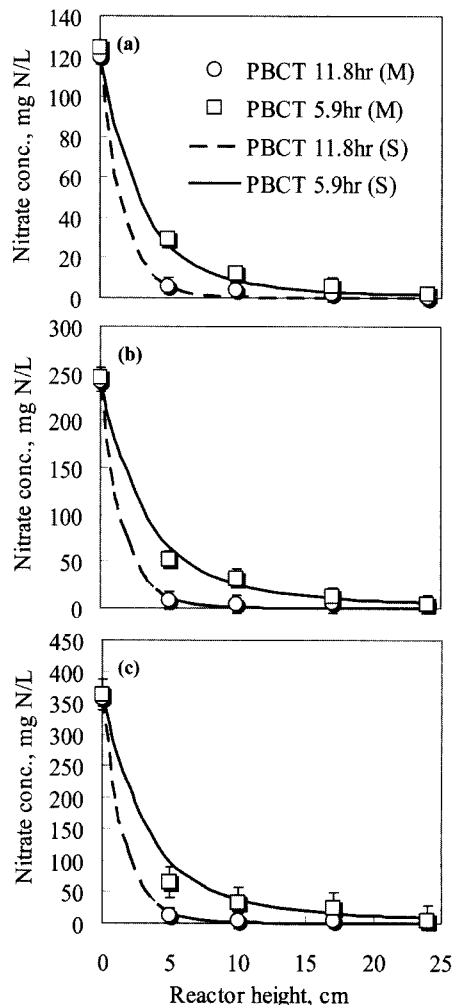 140
120
100
80
60
40
20
0
Nitrate conc., mg N/L
(a)
PBCT 11.8hr (M)
PBCT 5.9hr (M)
PBCT 11.8hr (S)
PBCT 5.9hr (S)
300
250
200
150
100
50
0
Nitrate conc., mg N/L
(b)
450
400
350
300
250
200
150
100
50
0
Nitrate conc., mg N/L
(c)
0 5 10 15 20 25
Reactor height, cm